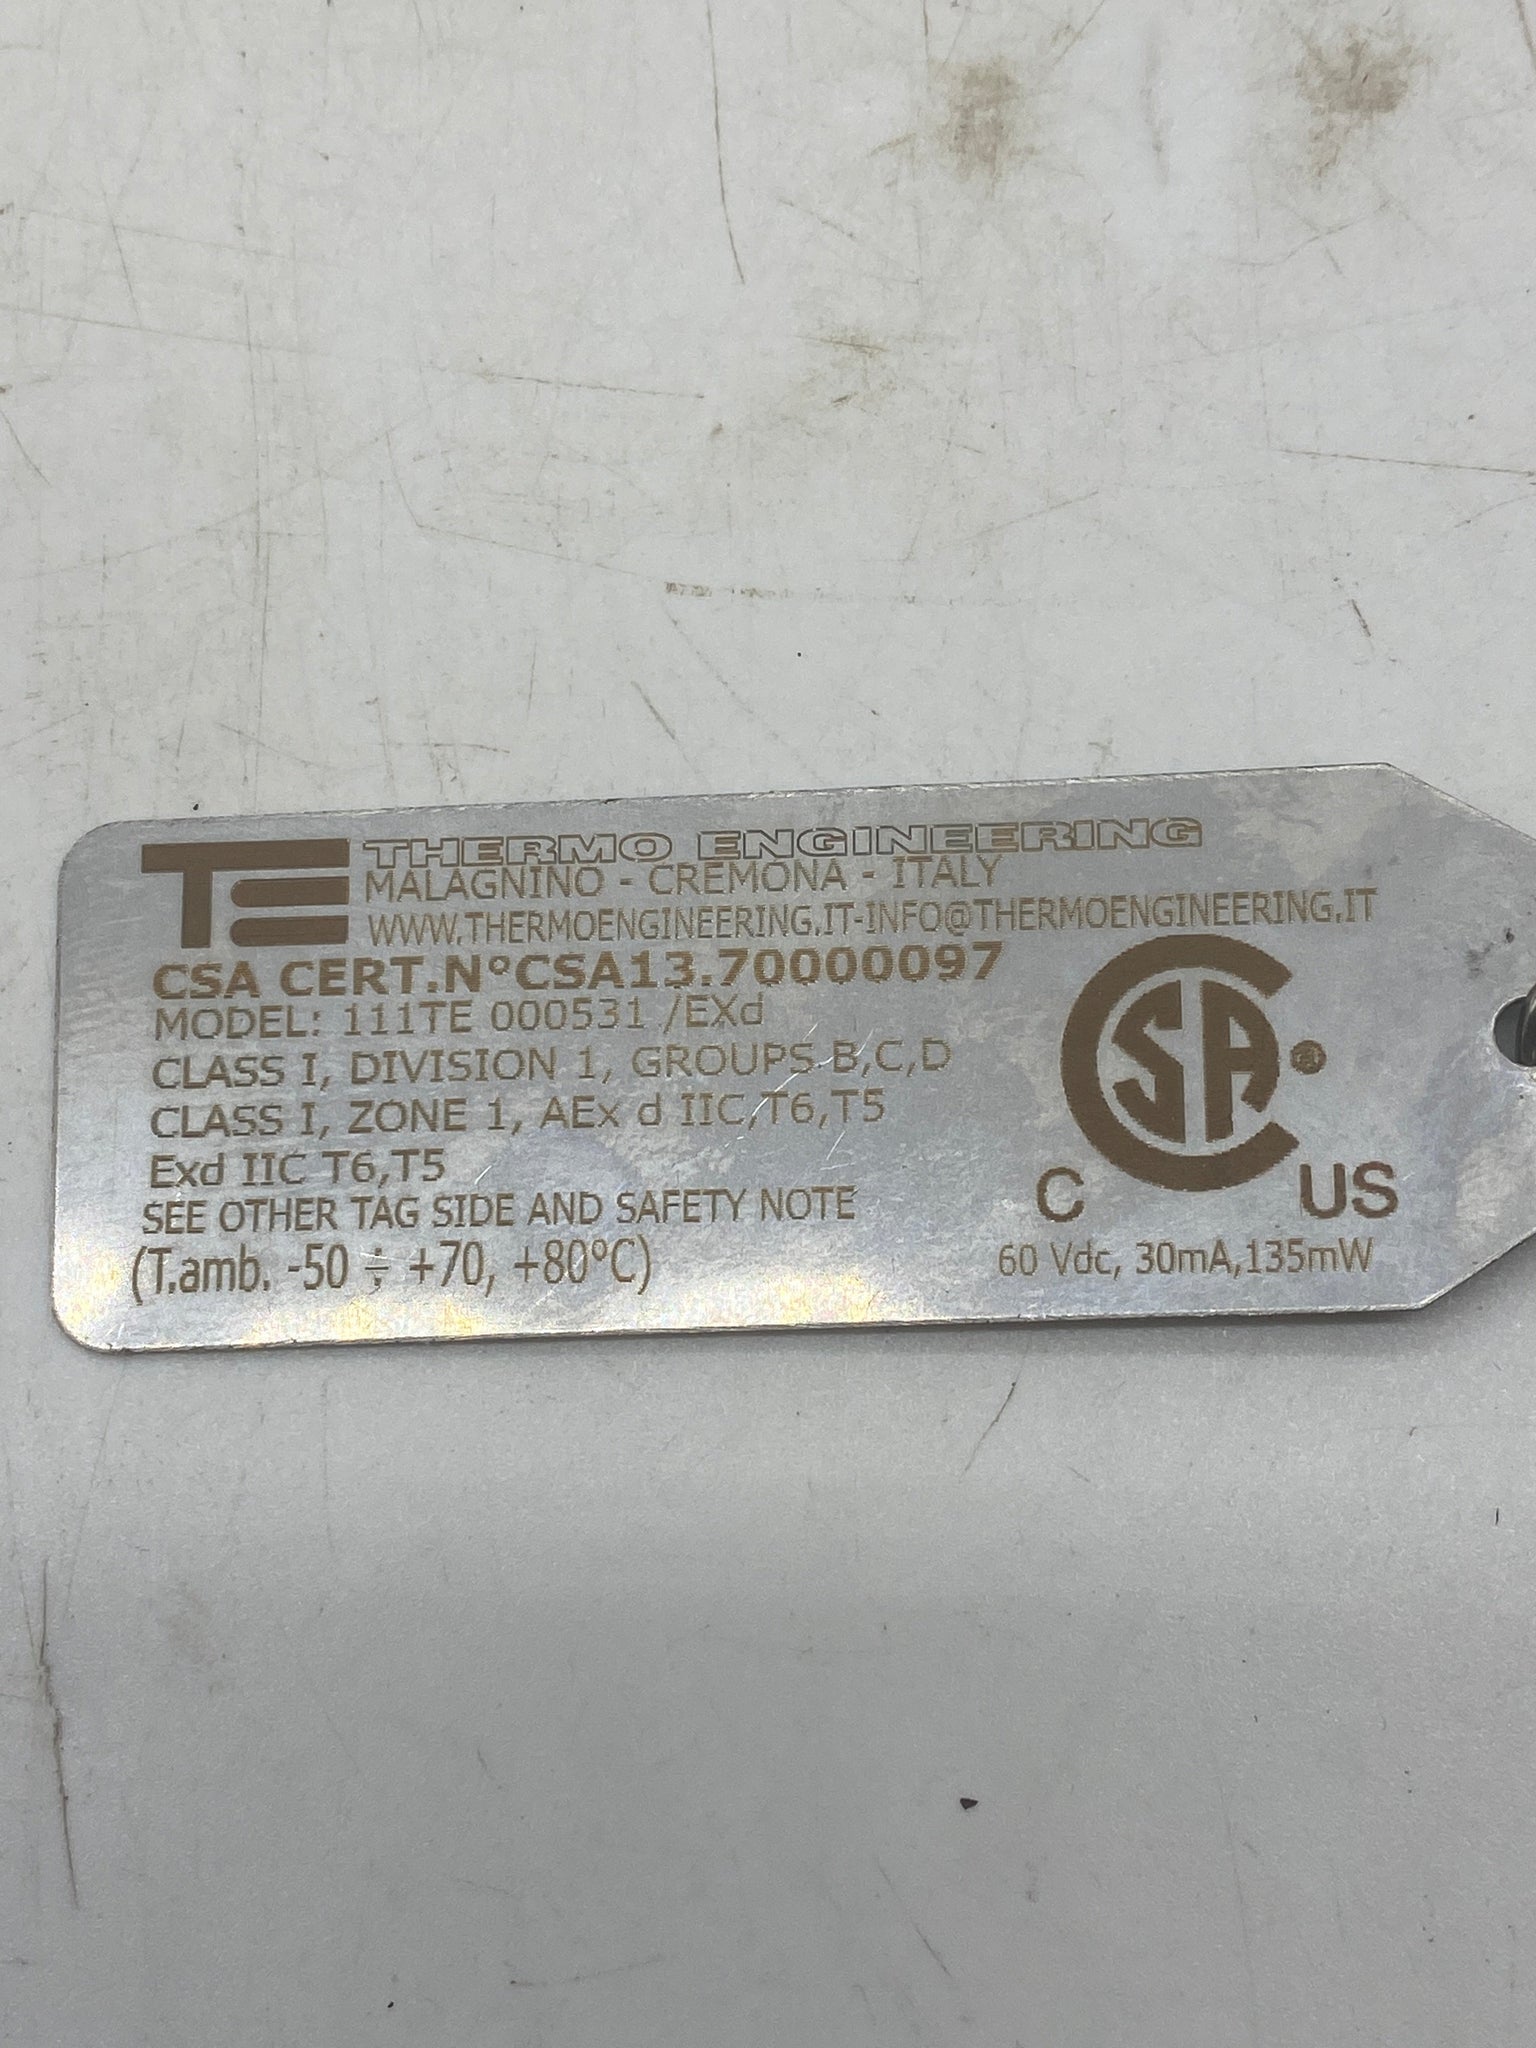 TE THERMO ENGINEERING
MALAGNINO - CREMONA - ITALY
WWW.THERMOENGINEERING.IT-INFO@THERMOENGINEERING.IT
CSA CERT.N°CSA13.70000097
MODEL: 111TE 000531 /EXd
CLASS I, DIVISION 1, GROUPS B,C,D
CLASS I, ZONE 1, AEx d IIC,T6,T5
Exd IIC T6,T5
SEE OTHER TAG SIDE AND SAFETY NOTE
(T.amb. -50 ÷ +70, +80°C)
CSA ®
C US
60 Vdc, 30mA,135mW